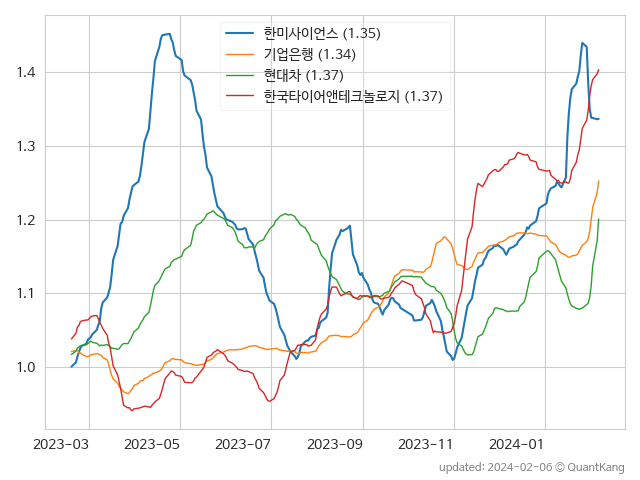 한미사이언스 (1.35)
기업은행 (1.34)
현대차 (1.37)
한국타이어앤테크놀로지 (1.37)
1.4
1.3
1.2
1.1
1.0
2023-03 2023-05 2023-07 2023-09 2023-11 2024-01
updated: 2024-02-06 © QuantKang